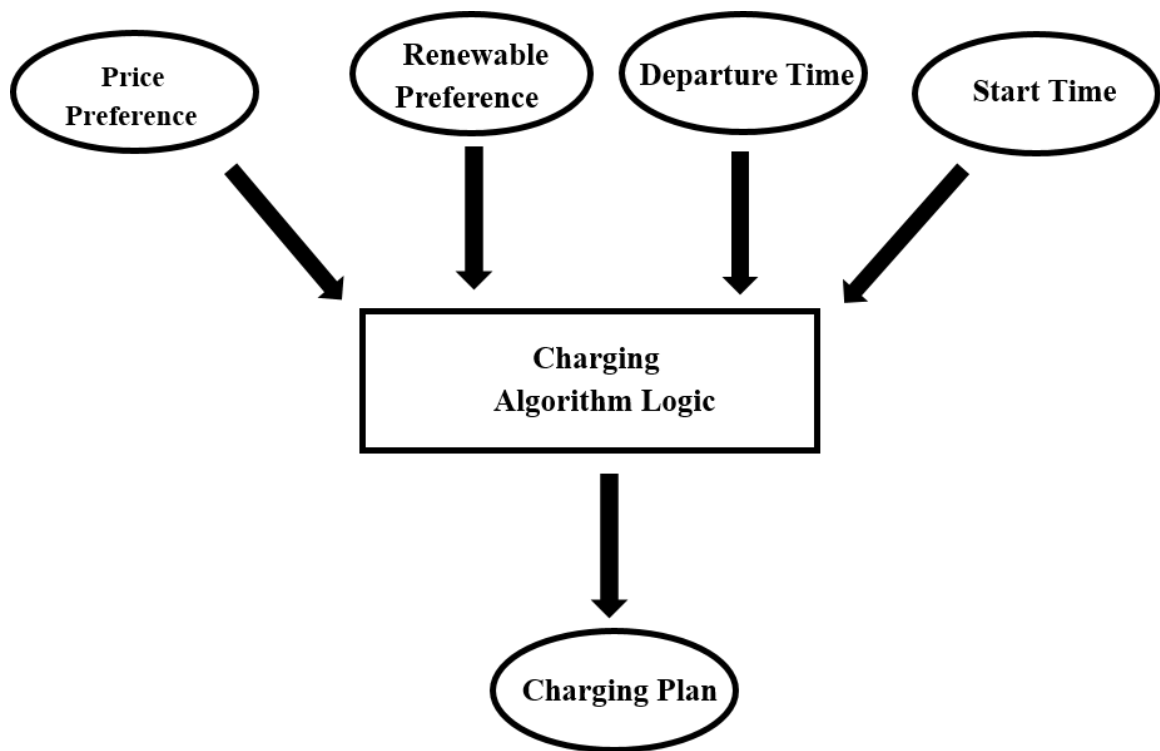 Price
Preference
Renewable
Preference
Departure Time
Start Time
Charging
Algorithm Logic
Charging Plan